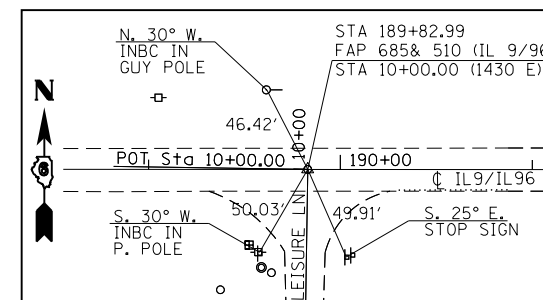 N. 30° W.
INBC IN
GUY POLE
STA 189+82.99
FAP 685& 510 (IL 9/96
STA 10+00.00 (1430 E)
N
46.42'
10+00
POT Sta 10+00.00
190+00
℄ IL9/IL96
6
S. 30° W.
INBC IN
P. POLE
50.03'
49.91'
S. 25° E.
STOP SIGN
LEISURE LN